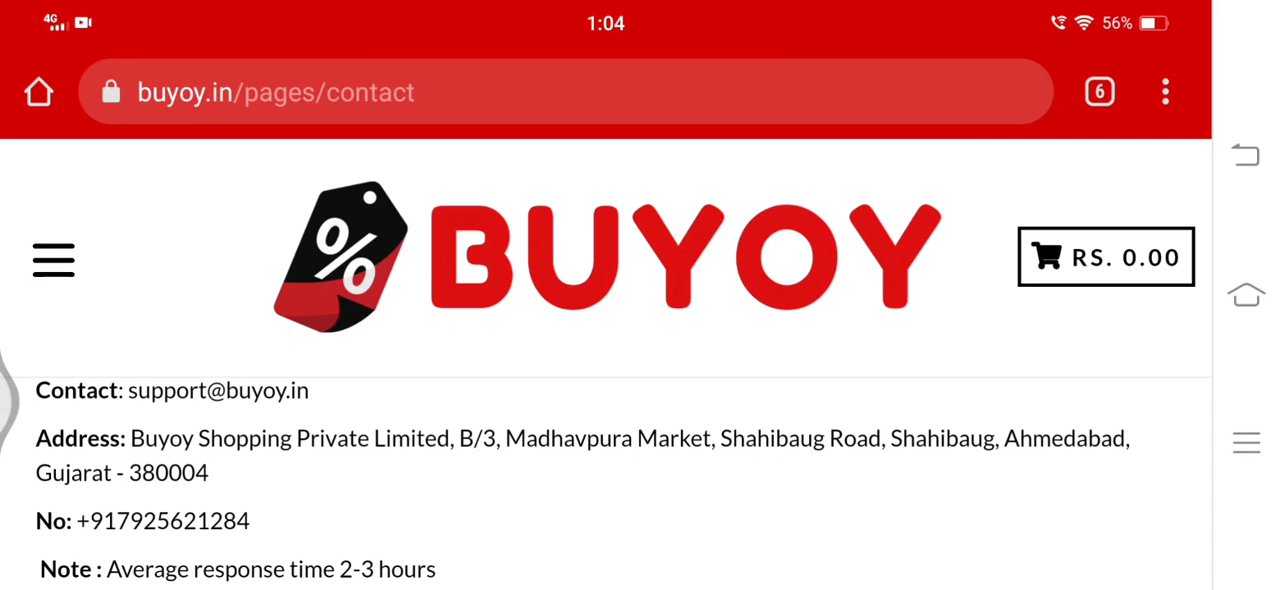 4G 1:04 56%
buyoy.in/pages/contact 6
% BUYOY RS. 0.00
Contact: support@buyoy.in
Address: Buyoy Shopping Private Limited, B/3, Madhavpura Market, Shahibaug Road, Shahibaug, Ahmedabad,
Gujarat - 380004
No: +917925621284
Note : Average response time 2-3 hours